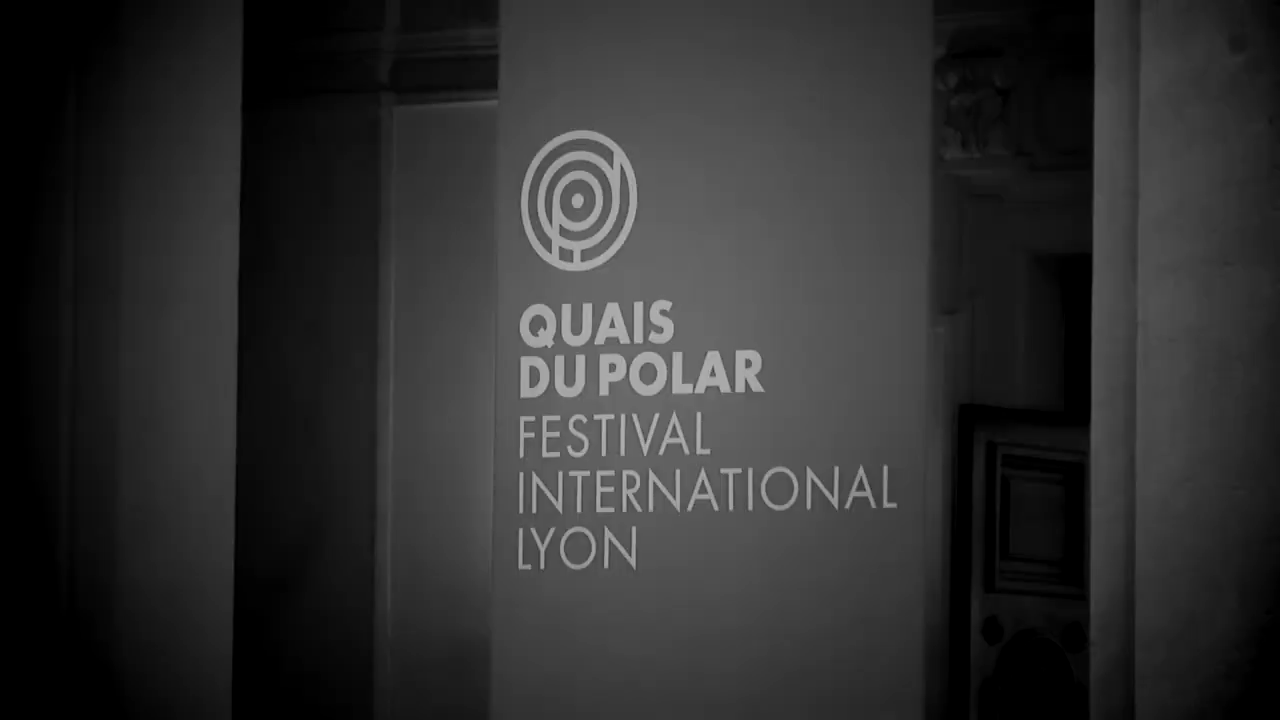 QUAIS
DU POLAR
FESTIVAL
INTERNATIONAL
LYON